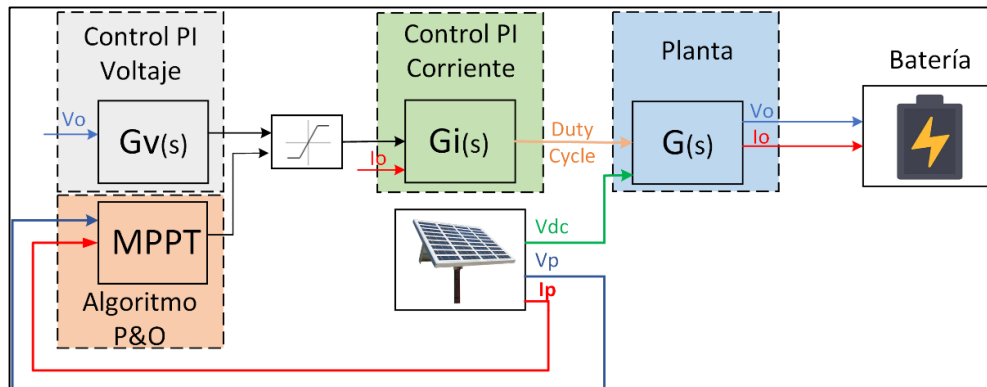 Control PI
Voltaje
Vo
Gv(s)
MPPT
Algoritmo
P&O
Control PI
Corriente
Io
Gi(s)
Duty
Cycle
Planta
G(s)
Vo
Io
Batería
Vdc
Vp
Ip